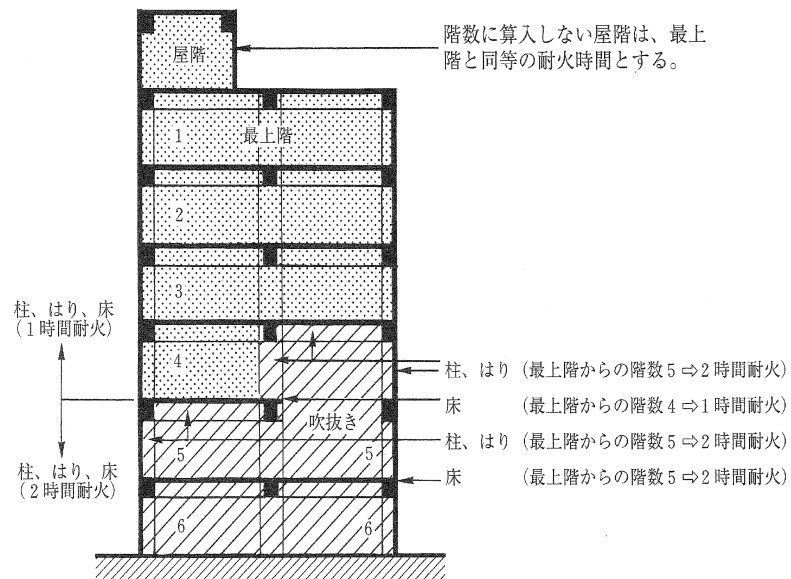 屋階
階数に算入しない屋階は、最上
階と同等の耐火時間とする。
1
最上階
2
3
柱、はり、床
（1時間耐火）
4
柱、はり（最上階からの階数5⇨2時間耐火）
床（最上階からの階数4⇨1時間耐火）
吹抜き
柱、はり（最上階からの階数5⇨2時間耐火）
5
5
柱、はり、床
（2時間耐火）
床（最上階からの階数5⇨2時間耐火）
6
6